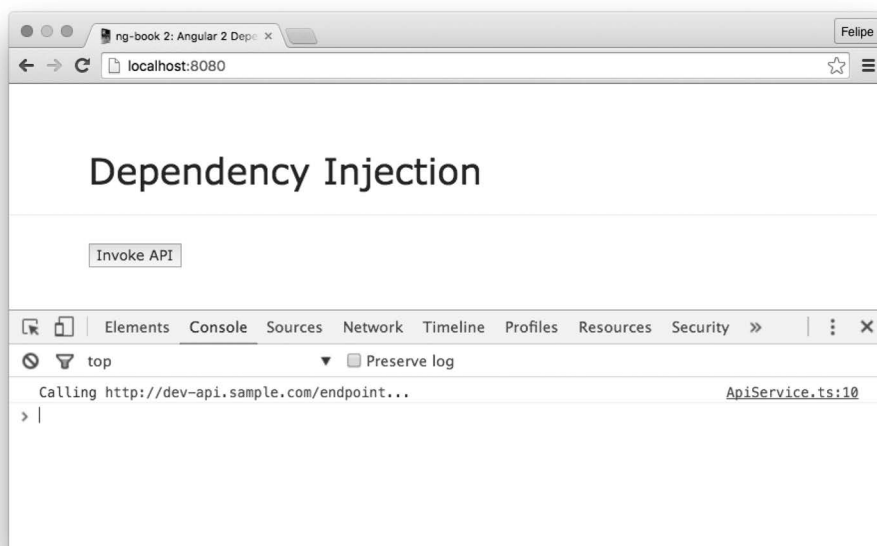 ng-book 2: Angular 2 Depe
Felipe
localhost:8080
Dependency Injection
Invoke API
Elements Console Sources Network Timeline Profiles Resources Security »
top Preserve log
Calling http://dev-api.sample.com/endpoint... ApiService.ts:10